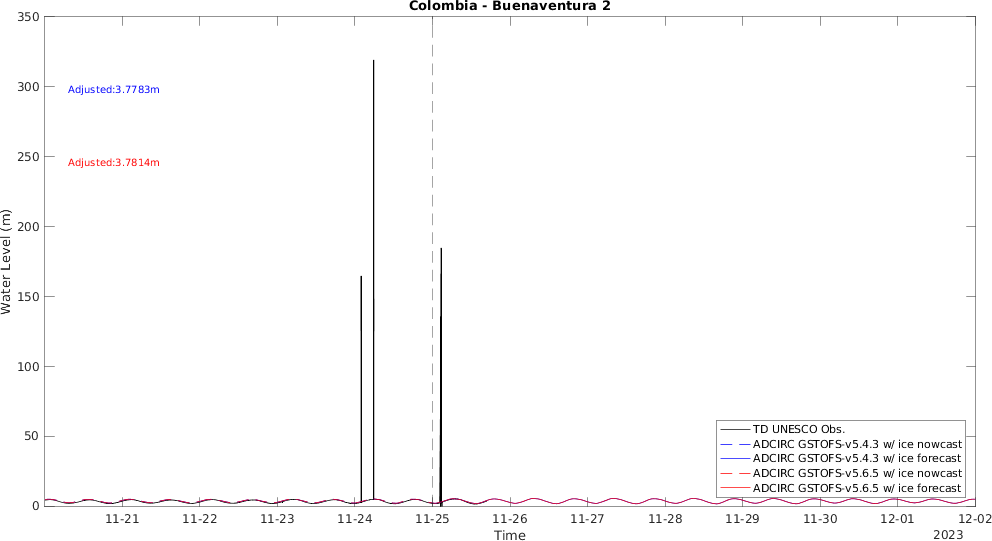 Colombia - Buenaventura 2
350
300
250
200
150
100
50
0
Water Level (m)
Adjusted:3.7783m
Adjusted:3.7814m
TD UNESCO Obs.
ADCIRC GSTOFS-v5.4.3 w/ ice nowcast
ADCIRC GSTOFS-v5.4.3 w/ ice forecast
ADCIRC GSTOFS-v5.6.5 w/ ice nowcast
ADCIRC GSTOFS-v5.6.5 w/ ice forecast
11-21 11-22 11-23 11-24 11-25 11-26 11-27 11-28 11-29 11-30 12-01 12-02
Time
2023